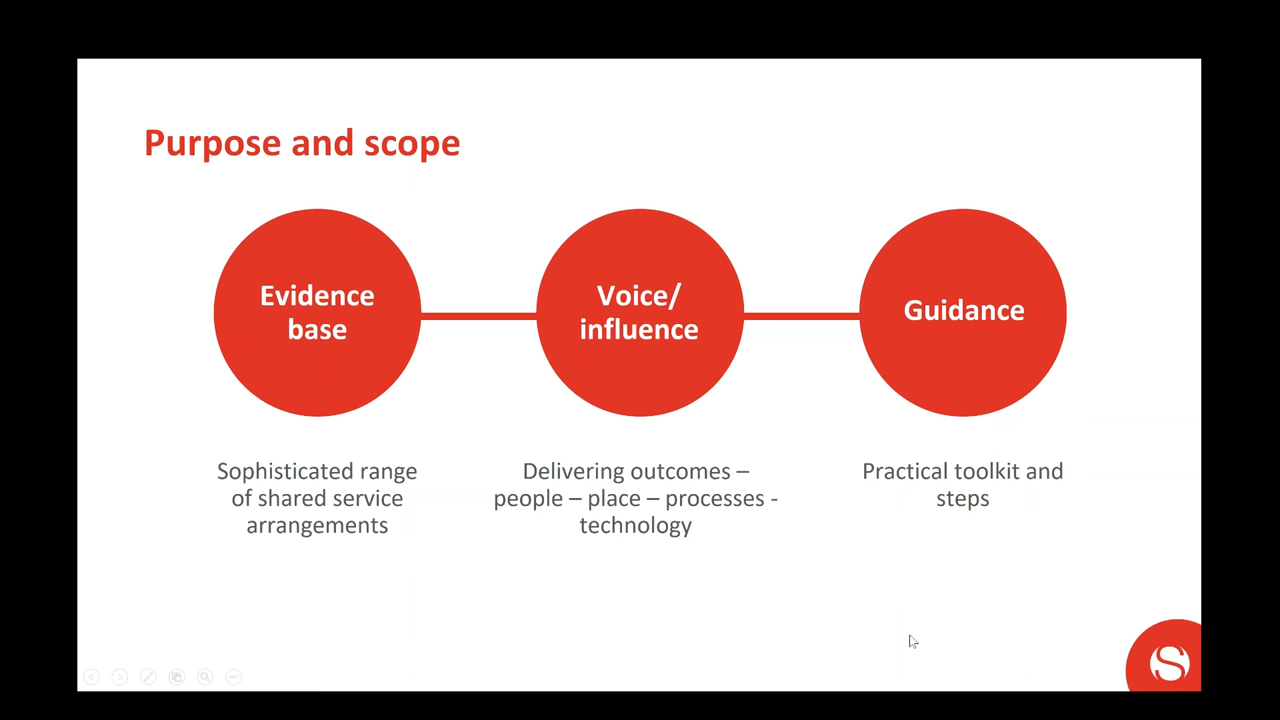 Purpose and scope
Evidence
base
Voice/
influence
Guidance
Sophisticated range
of shared service
arrangements
Delivering outcomes –
people – place – processes -
technology
Practical toolkit and
steps
S